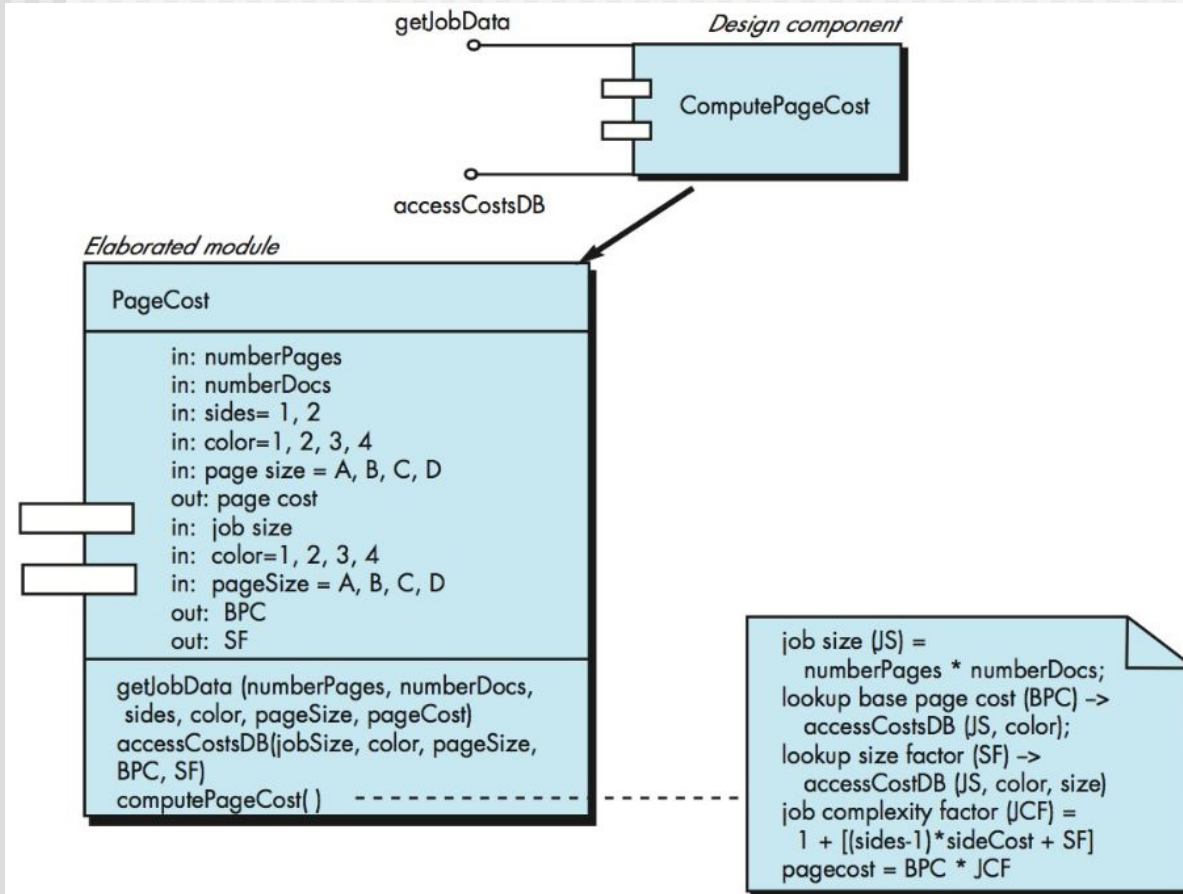 getJobData
Design component
ComputePageCost
accessCostsDB
Elaborated module
PageCost
in: numberPages
in: numberDocs
in: sides= 1, 2
in: color=1, 2, 3, 4
in: page size = A, B, C, D
out: page cost
in: job size
in: color=1, 2, 3, 4
in: pageSize = A, B, C, D
out: BPC
out: SF
getJobData (numberPages, numberDocs,
sides, color, pageSize, pageCost)
accessCostsDB(jobSize, color, pageSize,
BPC, SF)
computePageCost( )
job size (JS) =
numberPages * numberDocs;
lookup base page cost (BPC) –>
accessCostsDB (JS, color);
lookup size factor (SF) –>
accessCostDB (JS, color, size)
job complexity factor (JCF) =
1 + [(sides-1)*sideCost + SF]
pagecost = BPC * JCF